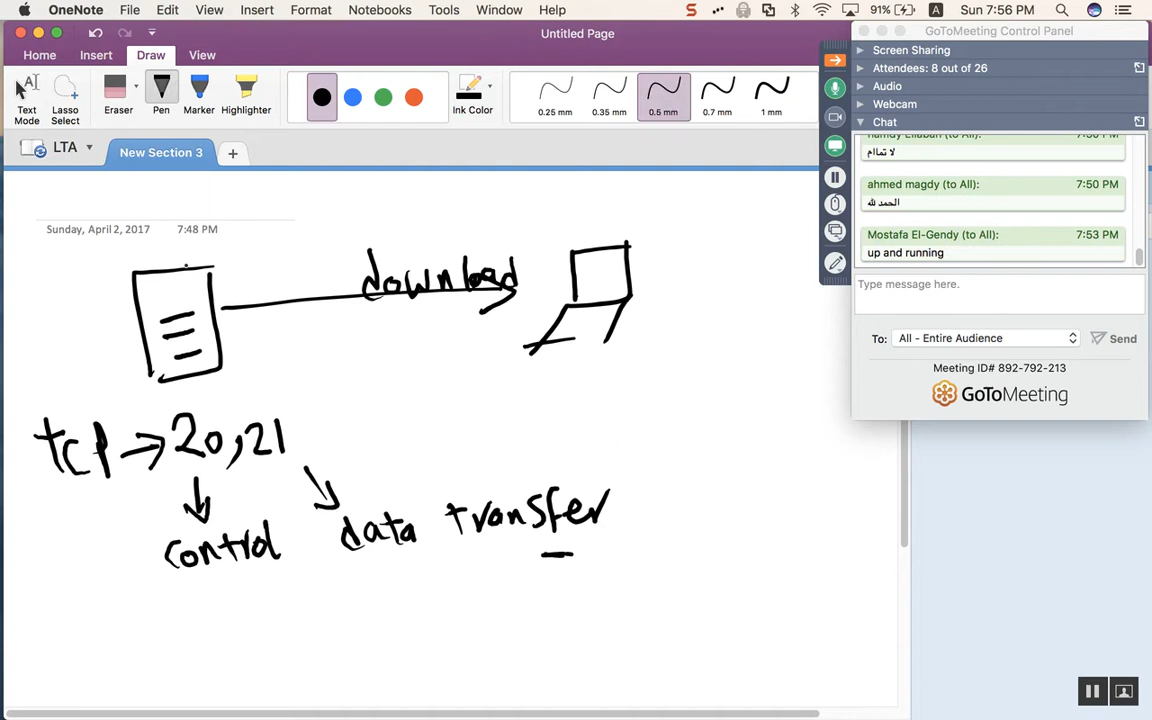 OneNote File Edit View Insert Format Notebooks Tools Window Help 91% A Sun 7:56 PM
Untitled Page
GoToMeeting Control Panel
Home Insert Draw View
Screen Sharing
Attendees: 8 out of 26
Audio
Webcam
Chat
Text Mode
Lasso Select
Eraser
Pen
Marker
Highlighter
Ink Color
0.25 mm 0.35 mm 0.5 mm 0.7 mm 1 mm
LTA
New Section 3
+
لا تماام
ahmed magdy (to All): 7:50 PM
الحمد لله
Mostafa El-Gendy (to All): 7:53 PM
up and running
Type message here.
To: All - Entire Audience Send
Meeting ID# 892-792-213
GoToMeeting
Sunday, April 2, 2017 7:48 PM
download
tcp → 20,21
control
data transfer